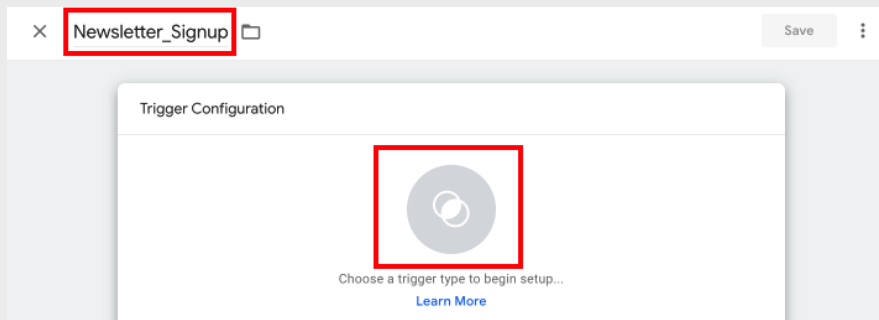 Newsletter_Signup
Save
Trigger Configuration
Choose a trigger type to begin setup...
Learn More